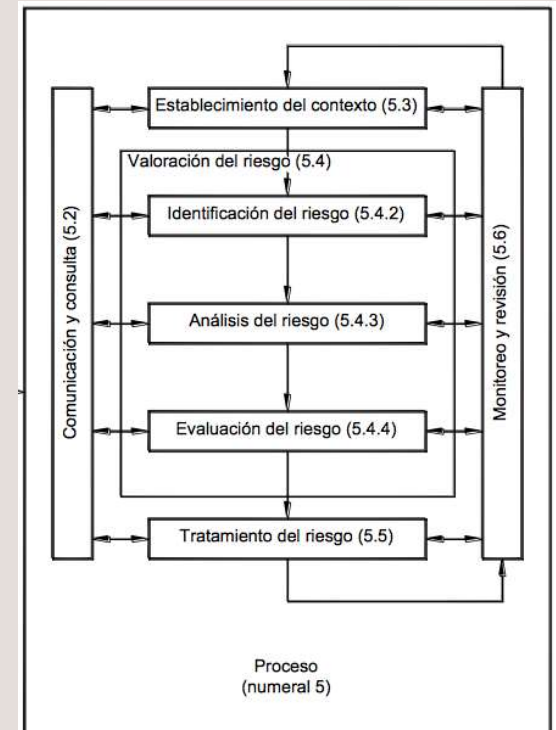 Establecimiento del contexto (5.3)
Valoración del riesgo (5.4)
Identificación del riesgo (5.4.2)
Análisis del riesgo (5.4.3)
Evaluación del riesgo (5.4.4)
Tratamiento del riesgo (5.5)
Comunicación y consulta (5.2)
Monitoreo y revisión (5.6)
Proceso
(numeral 5)